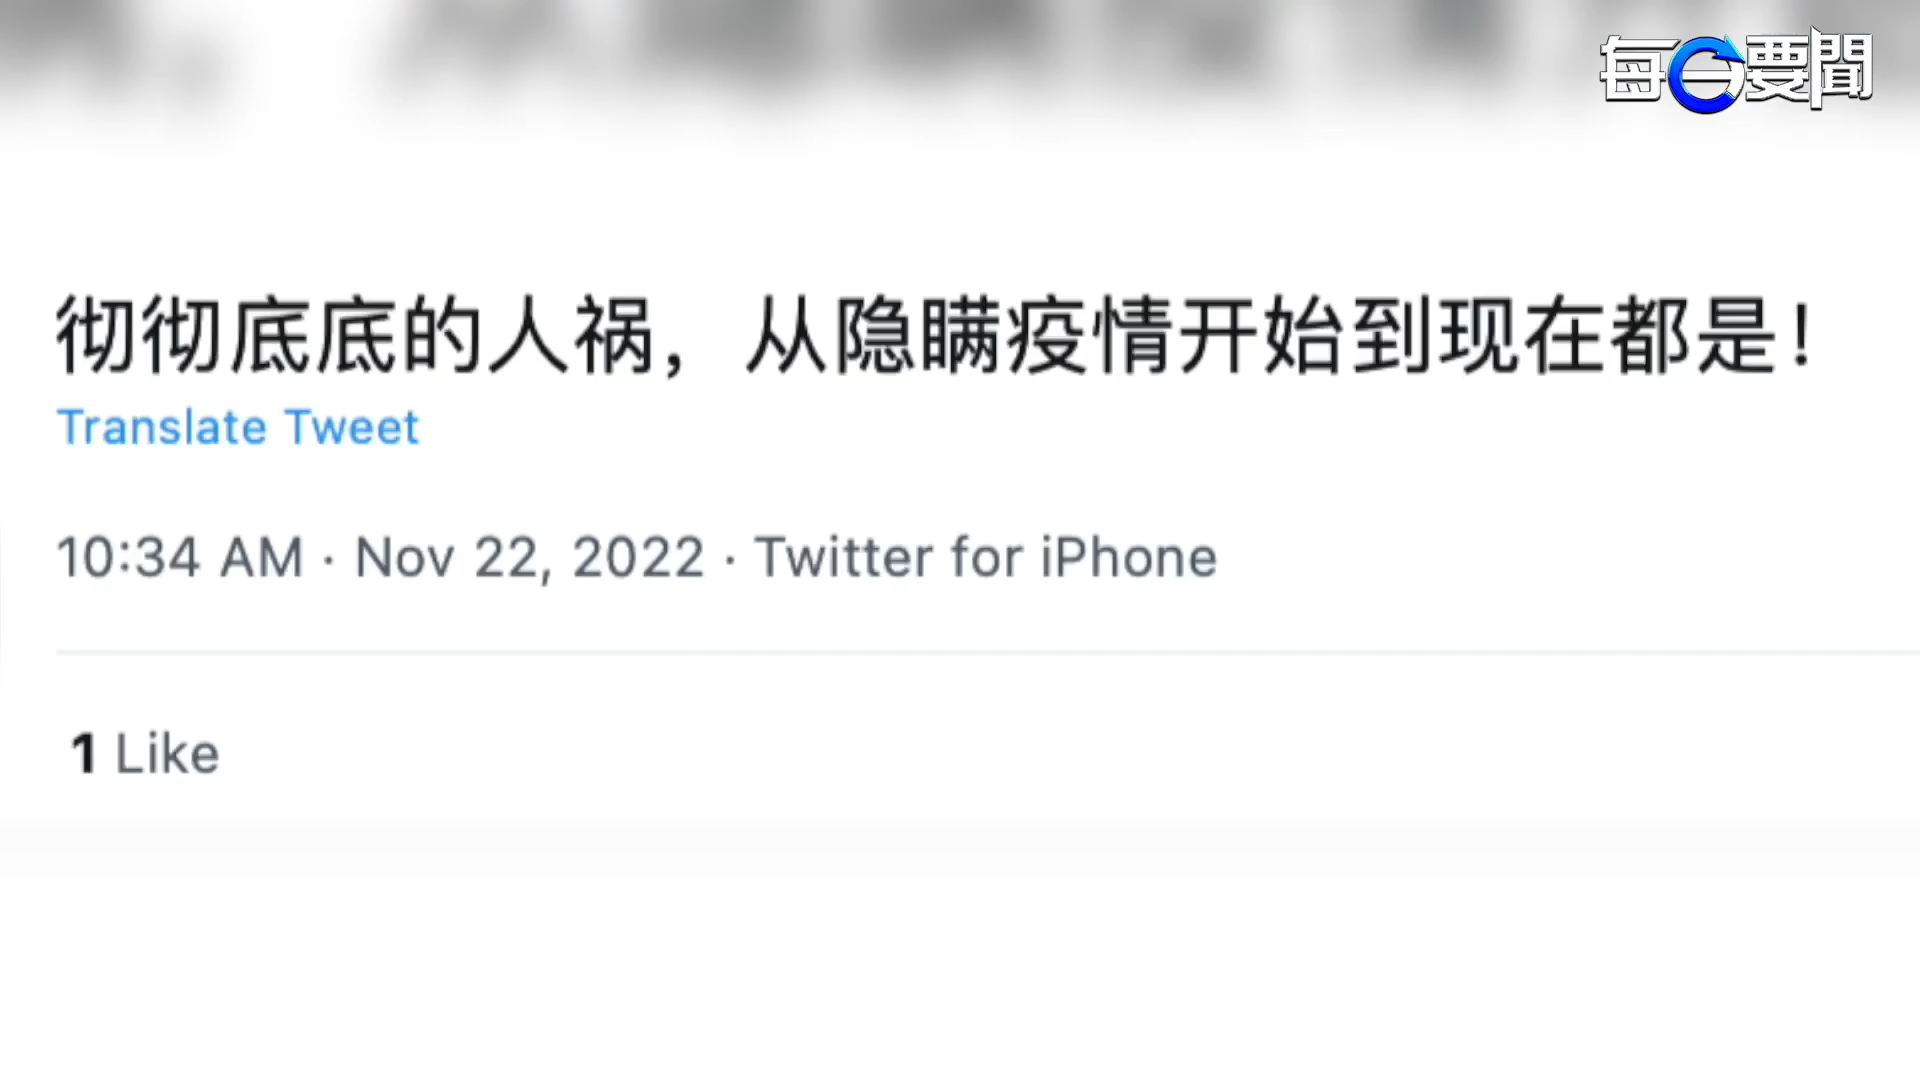 每日要聞
彻彻底底的人祸，从隐瞒疫情开始到现在都是！
Translate Tweet
10:34 AM · Nov 22, 2022 · Twitter for iPhone
1 Like